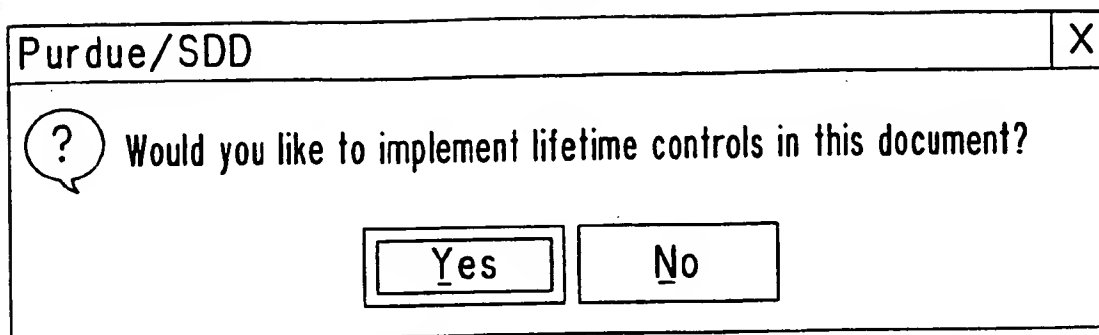 Purdue/SDD X
? Would you like to implement lifetime controls in this document?
Yes No